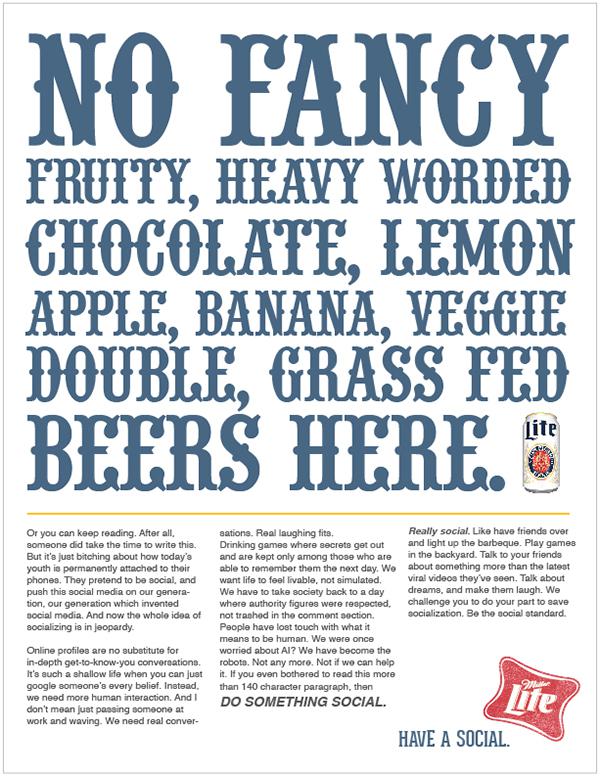 NO FANCY
FRUITY, HEAVY WORDED
CHOCOLATE, LEMON
APPLE, BANANA, VEGGIE
DOUBLE, GRASS FED
BEERS HERE.
Lite
Or you can keep reading. After all,
someone did take the time to write this.
But it's just bitching about how today's
youth is permanently attached to their
phones. They pretend to be social, and
push this social media on our genera-
tion, our generation which invented
social media. And now the whole idea of
socializing is in jeopardy.
Online profiles are no substitute for
in-depth get-to-know-you conversations.
It's such a shallow life when you can just
google someone's every belief. Instead,
we need more human interaction. And I
don't mean just passing someone at
work and waving. We need real conver-
sations. Real laughing fits.
Drinking games where secrets get out
and are kept only among those who are
able to remember them the next day. We
want life to feel livable, not simulated.
We have to take society back to a day
where authority figures were respected,
not trashed in the comment section.
People have lost touch with what it
means to be human. We were once
worried about AI? We have become the
robots. Not any more. Not if we can help
it. If you even bothered to read this more
than 140 character paragraph, then
DO SOMETHING SOCIAL.
Really social. Like have friends over
and light up the barbeque. Play games
in the backyard. Talk to your friends
about something more than the latest
viral videos they've seen. Talk about
dreams, and make them laugh. We
challenge you to do your part to save
socialization. Be the social standard.
Miller
Lite
HAVE A SOCIAL.